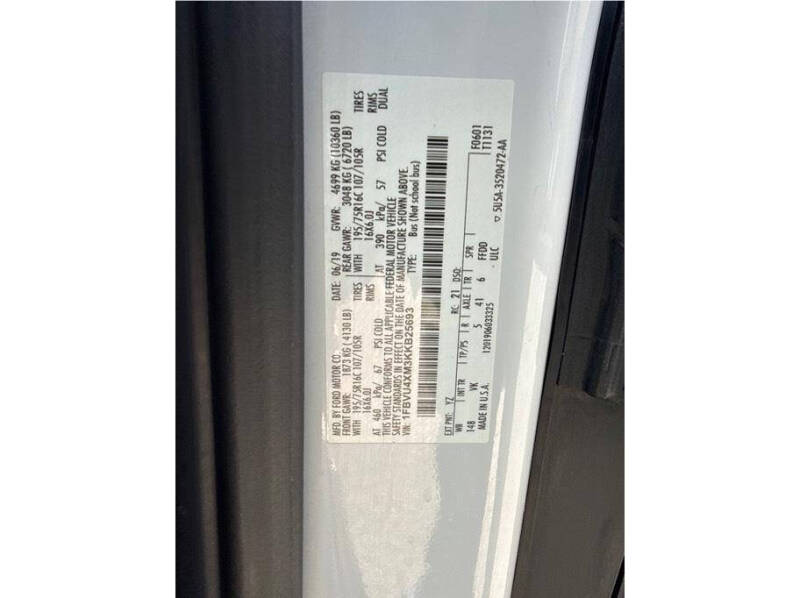 MFD. BY FORD MOTOR CO. DATE: 06/19 GVWR: 4699 KG (10360 LB)
FRONT GAWR: 1873 KG ( 4130 LB) REAR GAWR: 3048 KG ( 6720 LB)
WITH 195/75R16C 107/105R TIRES WITH 195/75R16C 107/105R TIRES
16X6.0J RIMS 16X6.0J RIMS
AT 460 kPa/ 67 PSI COLD AT 390 kPa/ 57 PSI COLD DUAL
THIS VEHICLE CONFORMS TO ALL APPLICABLE FEDERAL MOTOR VEHICLE
SAFETY STANDARDS IN EFFECT ON THE DATE OF MANUFACTURE SHOWN ABOVE.
VIN: 1FBVU4XM3KKB25693 TYPE: Bus (Not school bus)
EXT PNT: YZ RC: 21 DSO: F0601
WB INT TR TP/PS R AXLE TR SPR T1131
148 VK 5 41 6 FFDD
MADE IN U.S.A. 1201906033325 ULC ▽ 5U5A-3520472-AA